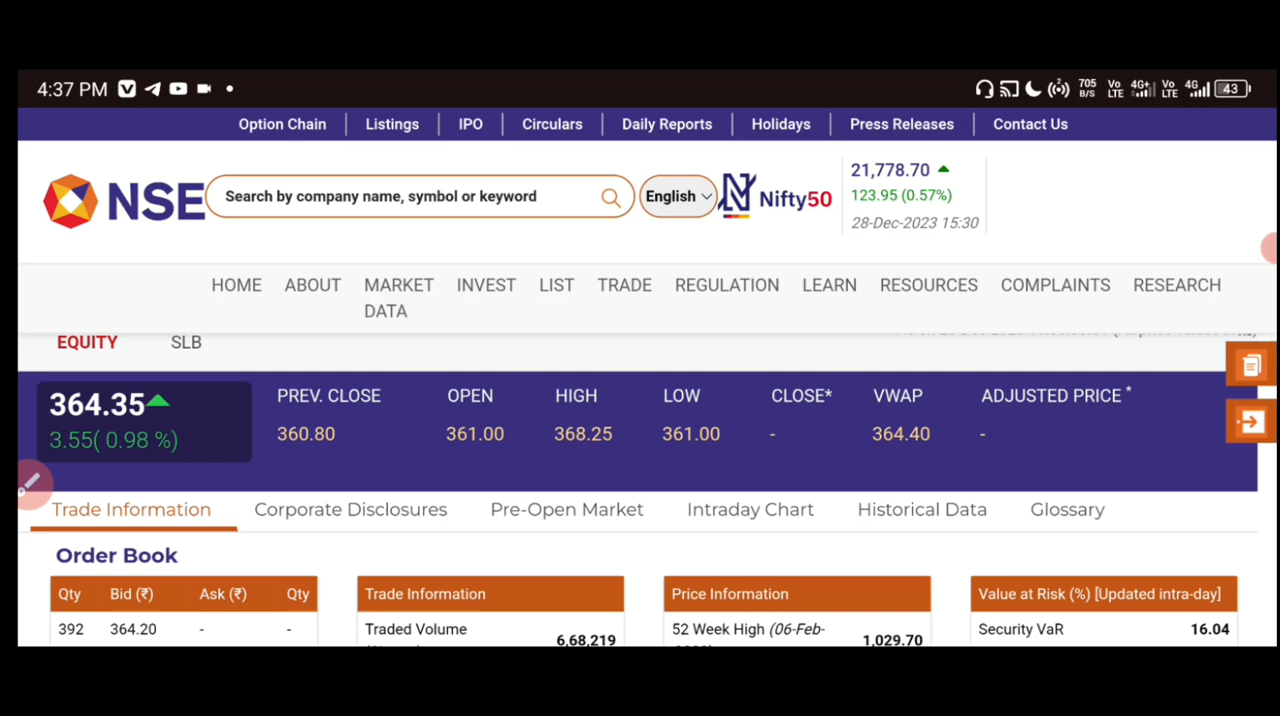 4:37 PM 705 B/S Vo LTE 4G+ Vo LTE 4G 43
Option Chain Listings IPO Circulars Daily Reports Holidays Press Releases Contact Us
NSE Search by company name, symbol or keyword English Nifty50
21,778.70
123.95 (0.57%)
28-Dec-2023 15:30
HOME ABOUT MARKET DATA INVEST LIST TRADE REGULATION LEARN RESOURCES COMPLAINTS RESEARCH
EQUITY SLB
364.35
3.55( 0.98 %)
PREV. CLOSE OPEN HIGH LOW CLOSE* VWAP ADJUSTED PRICE *
360.80 361.00 368.25 361.00 - 364.40 -
Trade Information Corporate Disclosures Pre-Open Market Intraday Chart Historical Data Glossary
Order Book
Qty Bid (₹) Ask (₹) Qty Trade Information Price Information Value at Risk (%) [Updated intra-day]
392 364.20 - - Traded Volume 6,68,219 52 Week High (06-Feb- 1,029.70 Security VaR 16.04